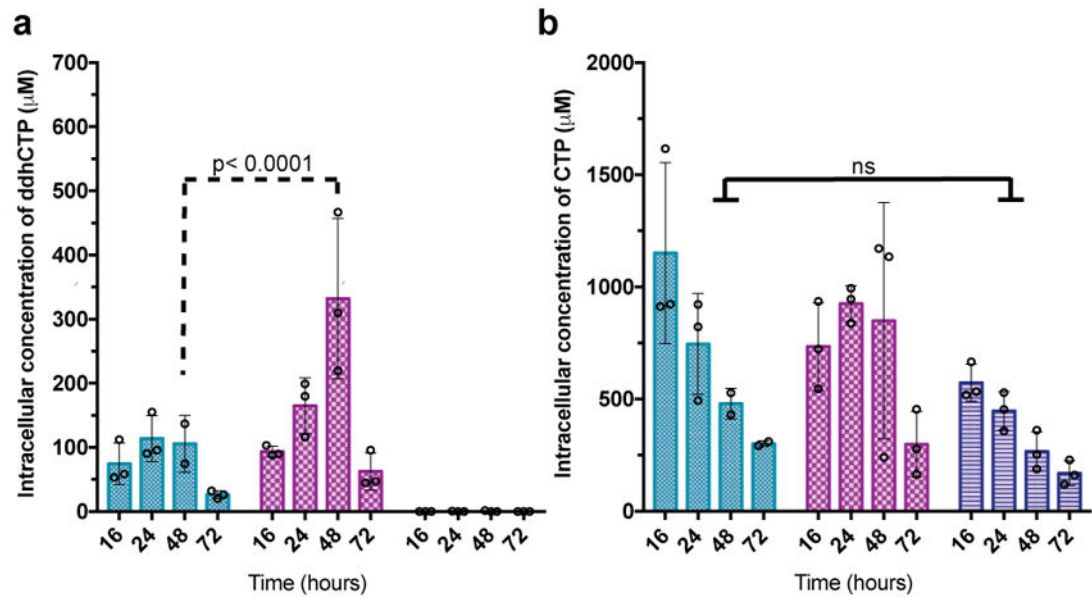 a
Intracellular concentration of ddhCTP (μM)
700
600
500
400
300
200
100
0
p< 0.0001
16 24 48 72 16 24 48 72 16 24 48 72
Time (hours)
b
Intracellular concentration of CTP (μM)
2000
1500
1000
500
0
ns
16 24 48 72 16 24 48 72 16 24 48 72
Time (hours)